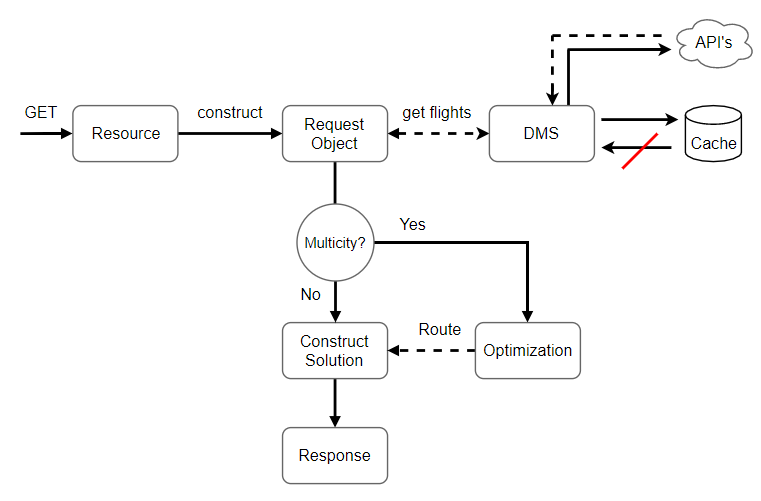 API's
GET
construct
get flights
Resource
Request
Object
DMS
Cache
Multicity?
Yes
No
Construct
Solution
Route
Optimization
Response